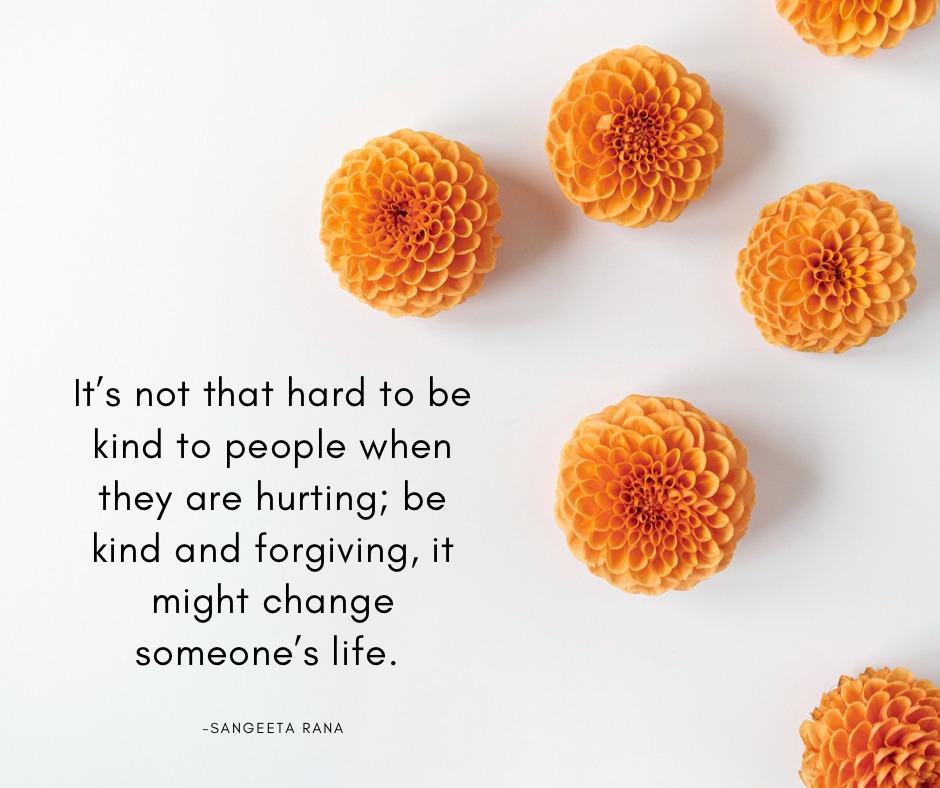 It’s not that hard to be
kind to people when
they are hurting; be
kind and forgiving, it
might change
someone’s life.
-SANGEETA RANA